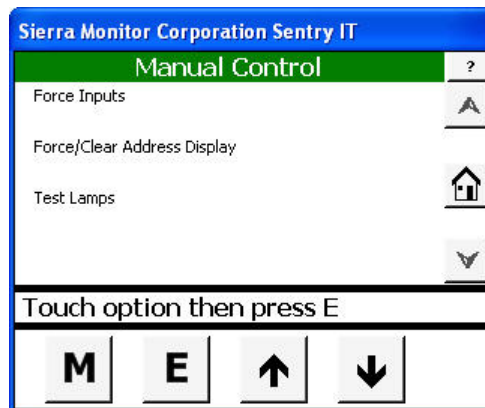 Sierra Monitor Corporation Sentry IT
Manual Control
?
Force Inputs
Force/Clear Address Display
Test Lamps
Touch option then press E
M E